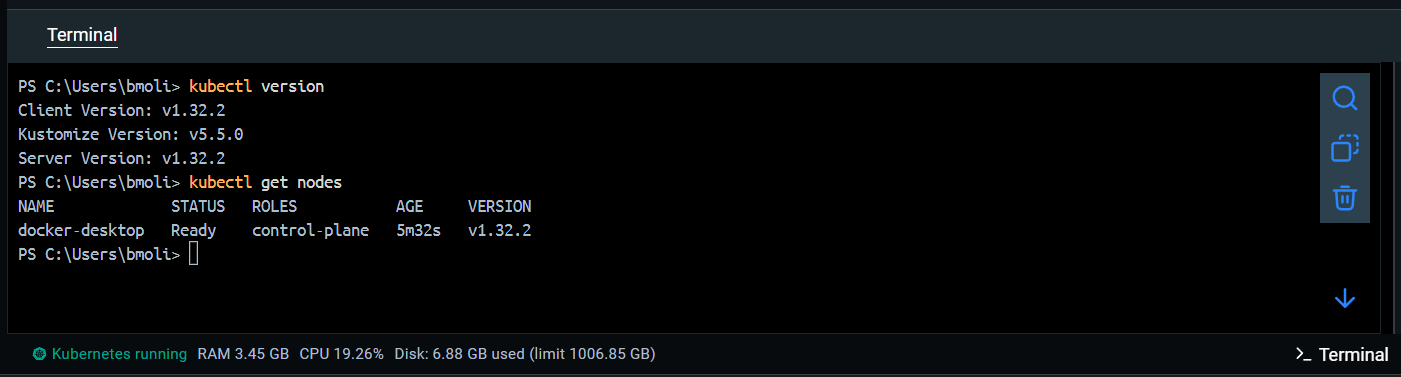 Terminal
PS C:\Users\bmoli> kubectl version
Client Version: v1.32.2
Kustomize Version: v5.5.0
Server Version: v1.32.2
PS C:\Users\bmoli> kubectl get nodes
NAME             STATUS   ROLES           AGE     VERSION
docker-desktop   Ready    control-plane   5m32s   v1.32.2
PS C:\Users\bmoli>
Kubernetes running RAM 3.45 GB CPU 19.26% Disk: 6.88 GB used (limit 1006.85 GB) >_ Terminal